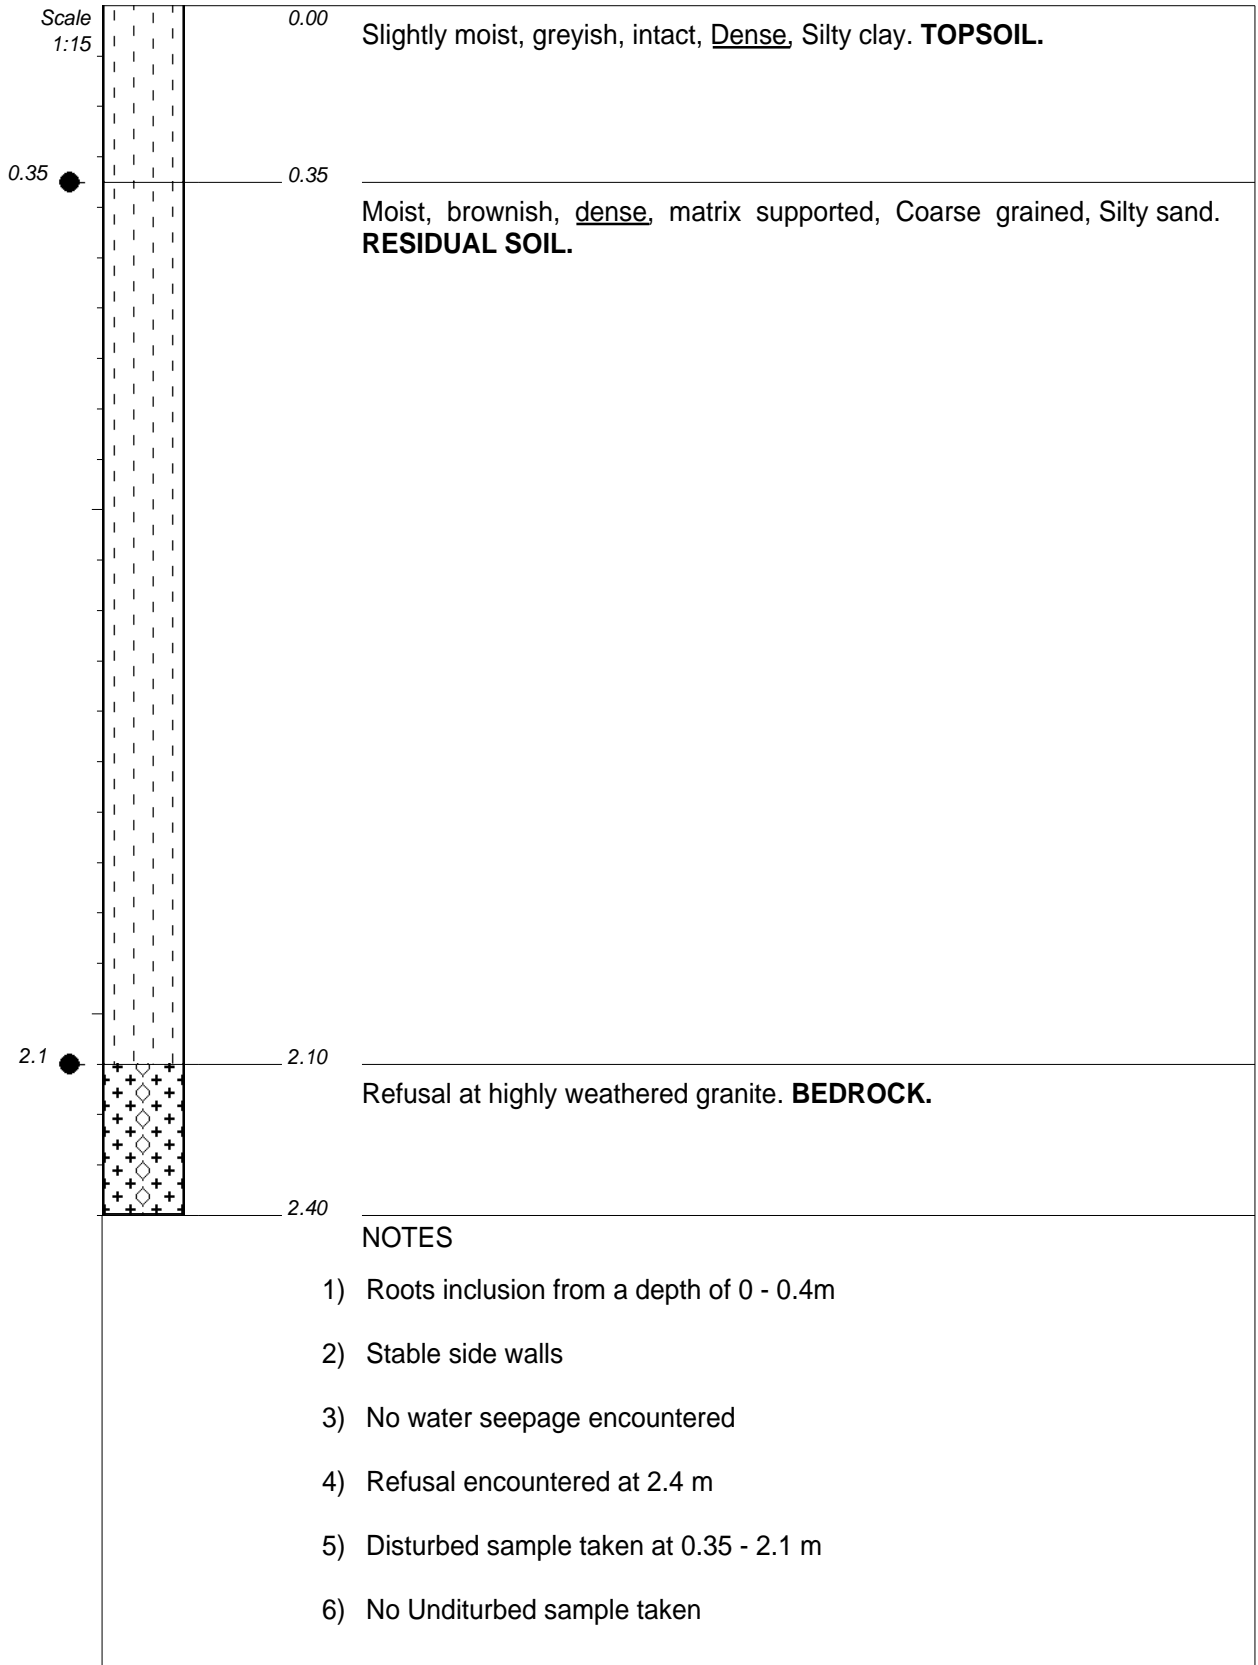 Scale
1:15
0.00
Slightly moist, greyish, intact, Dense, Silty clay. TOPSOIL.
0.35
0.35
Moist, brownish, dense, matrix supported, Coarse grained, Silty sand.
RESIDUAL SOIL.
2.1
2.10
Refusal at highly weathered granite. BEDROCK.
2.40
NOTES
1) Roots inclusion from a depth of 0 - 0.4m
2) Stable side walls
3) No water seepage encountered
4) Refusal encountered at 2.4 m
5) Disturbed sample taken at 0.35 - 2.1 m
6) No Unditurbed sample taken